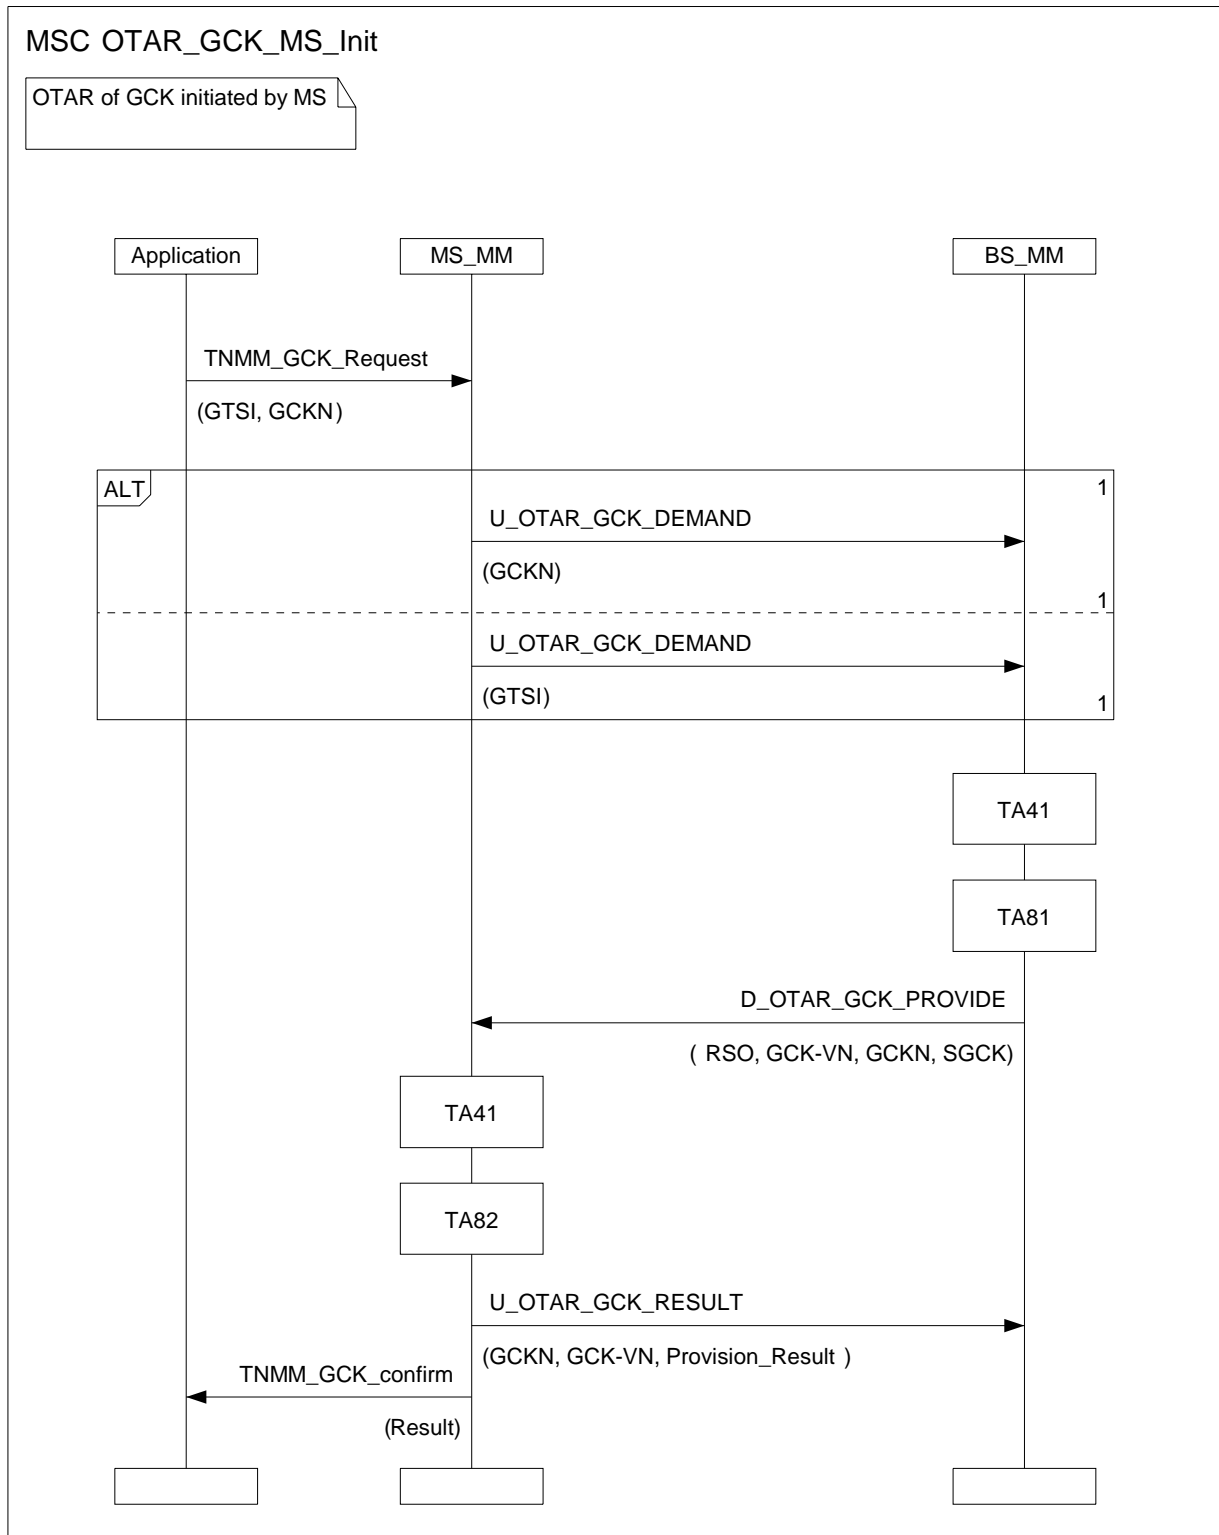 MSC OTAR_GCK_MS_Init
OTAR of GCK initiated by MS
Application
MS_MM
BS_MM
TNMM_GCK_Request
(GTSI, GCKN)
ALT
1
U_OTAR_GCK_DEMAND
(GCKN)
1
U_OTAR_GCK_DEMAND
(GTSI)
1
TA41
TA81
D_OTAR_GCK_PROVIDE
( RSO, GCK-VN, GCKN, SGCK)
TA41
TA82
U_OTAR_GCK_RESULT
(GCKN, GCK-VN, Provision_Result )
TNMM_GCK_confirm
(Result)